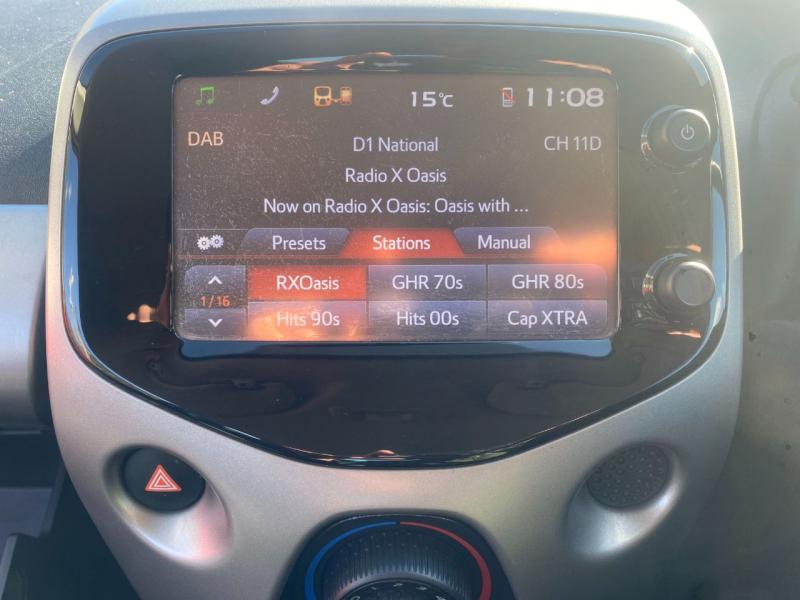 15°C 11:08
DAB D1 National CH 11D
Radio X Oasis
Now on Radio X Oasis: Oasis with ...
Presets Stations Manual
RXOasis GHR 70s GHR 80s
1/16
Hits 90s Hits 00s Cap XTRA